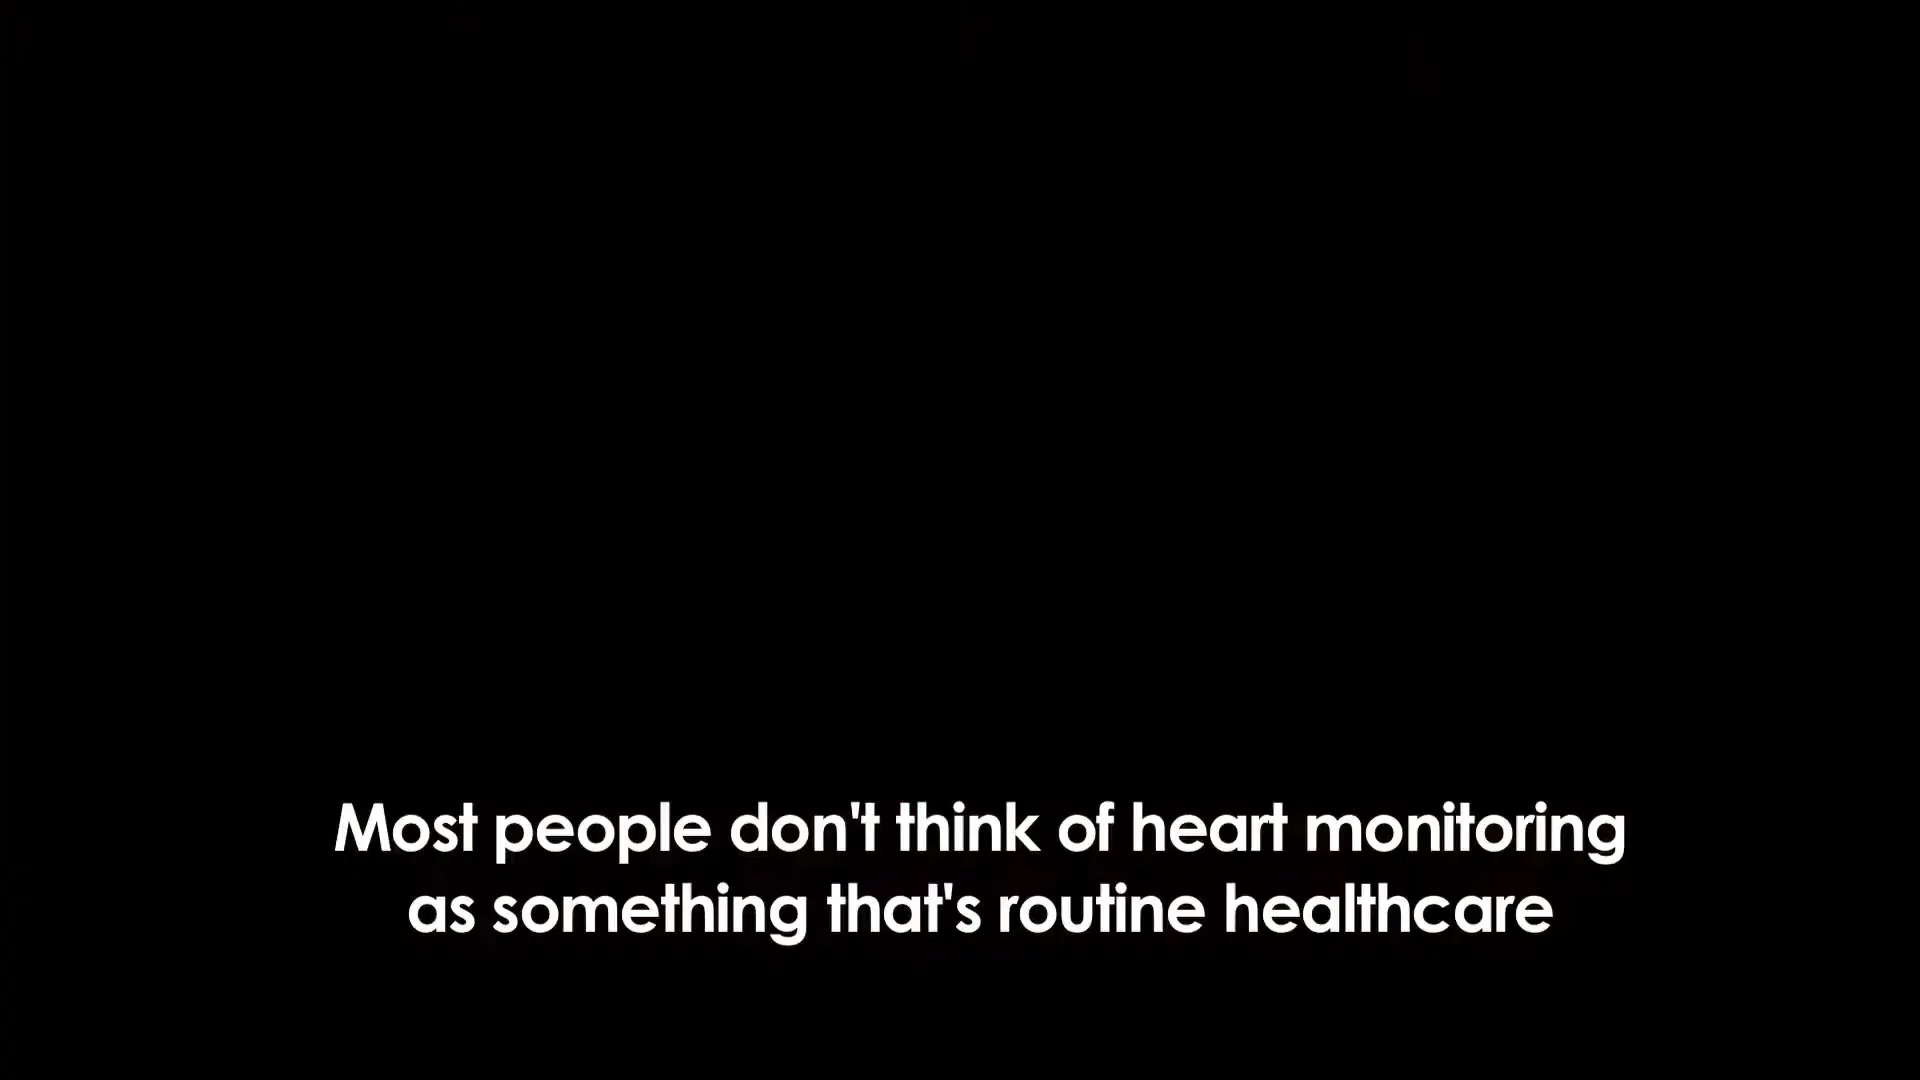 Most people don't think of heart monitoring
as something that's routine healthcare